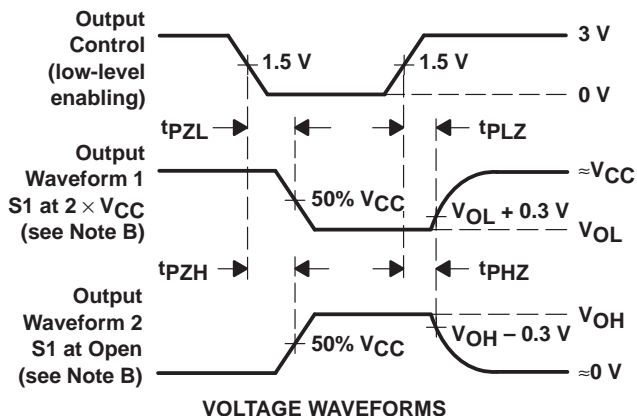 Output
Control
(low-level
enabling)
1.5 V
1.5 V
3 V
0 V
tPZL
tPLZ
Output
Waveform 1
S1 at 2 × VCC
(see Note B)
50% VCC
≈VCC
VOL + 0.3 V
VOL
tPZH
tPHZ
Output
Waveform 2
S1 at Open
(see Note B)
50% VCC
VOH
VOH – 0.3 V
≈0 V
VOLTAGE WAVEFORMS